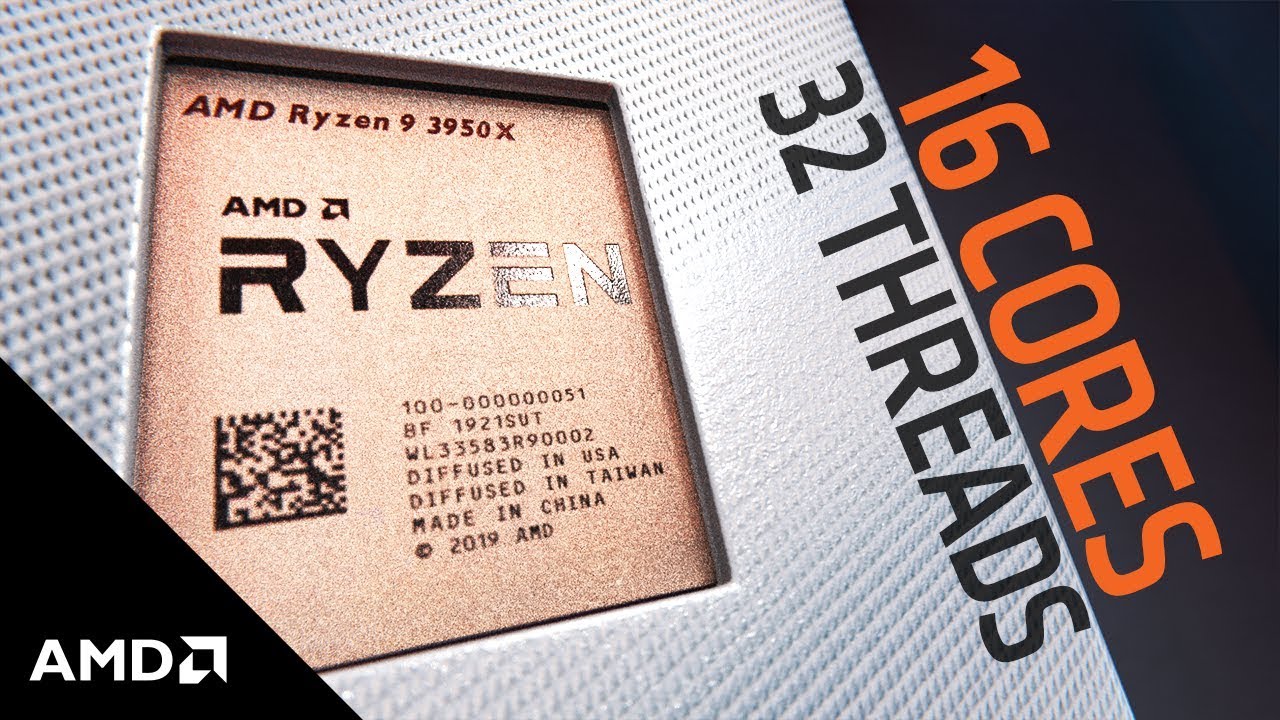 AMD Ryzen 9 3950X
AMD
RYZEN
100-000000051
BF 1921SUT
WL33583R90002
DIFFUSED IN USA
DIFFUSED IN TAIWAN
MADE IN CHINA
© 2019 AMD
16 CORES
32 THREADS
AMD